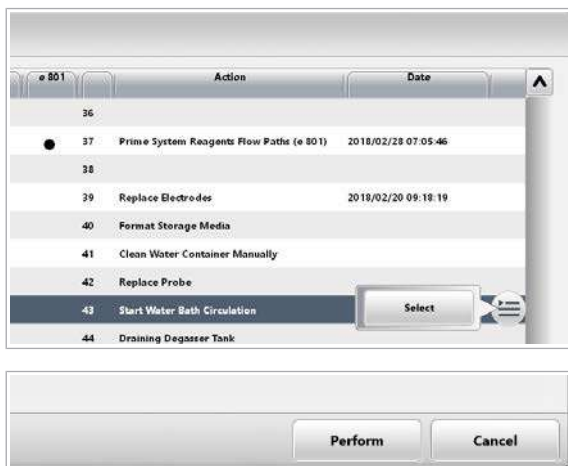 e 801 Action Date
36
37 Prime System Reagents Flow Paths (e 801) 2018/02/28 07:05:46
38
39 Replace Electrodes 2018/02/20 09:18:19
40 Format Storage Media
41 Clean Water Container Manually
42 Replace Probe
43 Start Water Bath Circulation Select
44 Draining Degasser Tank
Perform Cancel